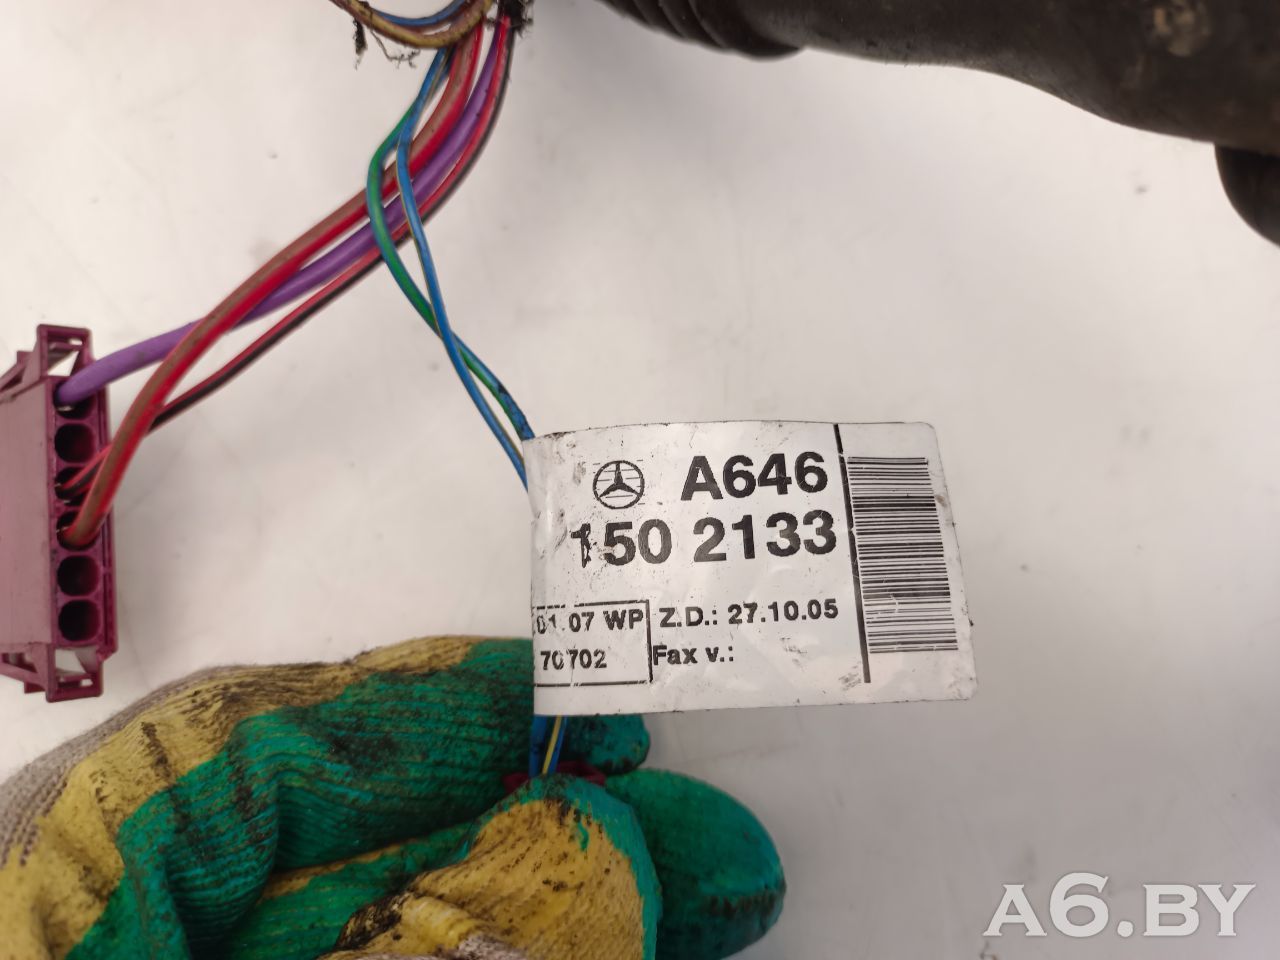 A646
150 2133
01.07 WP
Z.D.: 27.10.05
70702
Fax v.:
A6.BY